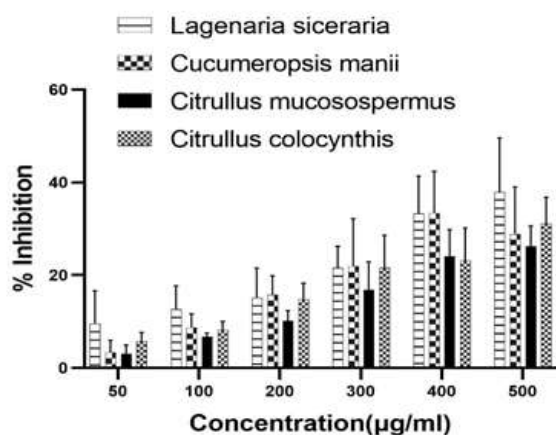 Lagenaria siceraria
Cucumeropsis manii
Citrullus mucosospermus
Citrullus colocynthis
60
40
20
0
% Inhibition
50 100 200 300 400 500
Concentration(µg/ml)